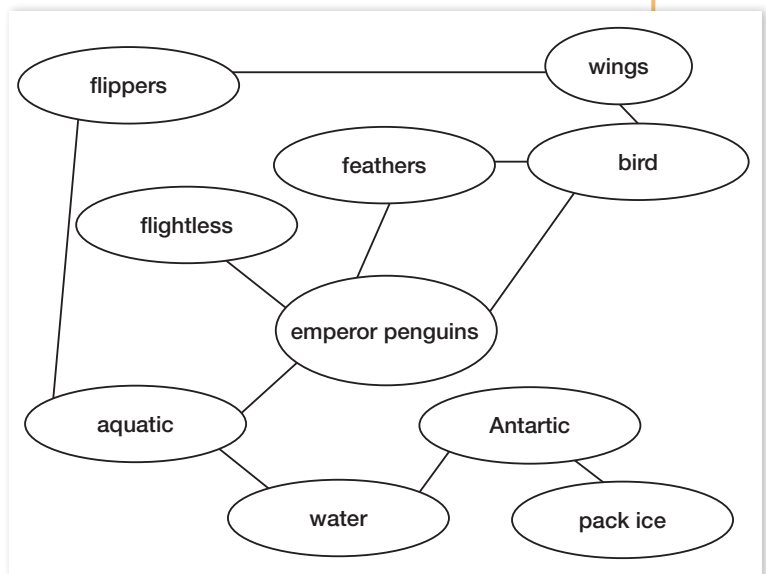 wings
flippers
feathers
bird
flightless
emperor penguins
aquatic
Antartic
water
pack ice